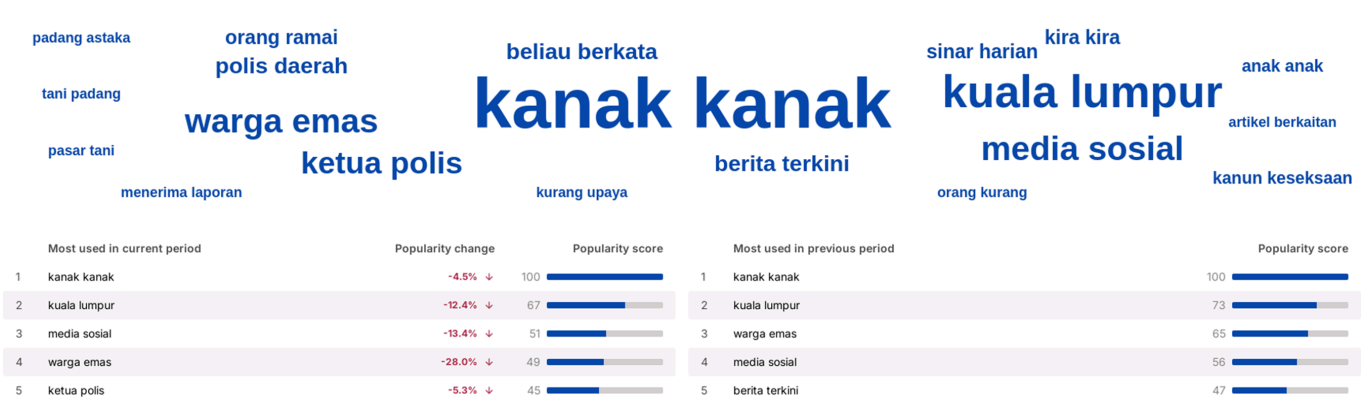 padang astaka
orang ramai
polis daerah
beliau berkata
sinar harian
kira kira
anak anak
tani padang
warga emas
kanak kanak
kuala lumpur
artikel berkaitan
pasar tani
ketua polis
berita terkini
media sosial
kanun keseksaan
menerima laporan
kurang upaya
orang kurang
Most used in current period Popularity change Popularity score
1 kanak kanak -4.5% ↓ 100
2 kuala lumpur -12.4% ↓ 67
3 media sosial -13.4% ↓ 51
4 warga emas -28.0% ↓ 49
5 ketua polis -5.3% ↓ 45
Most used in previous period Popularity score
1 kanak kanak 100
2 kuala lumpur 73
3 warga emas 65
4 media sosial 56
5 berita terkini 47